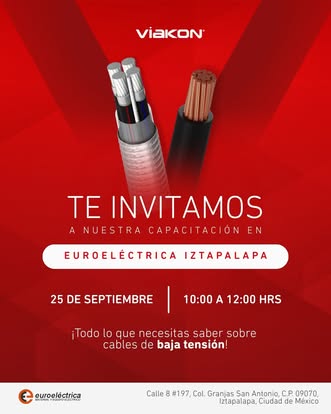 VIAKON®
TE INVITAMOS
A NUESTRA CAPACITACIÓN EN
EUROELÉCTRICA IZTAPALAPA
25 DE SEPTIEMBRE
10:00 A 12:00 HRS
¡Todo lo que necesitas saber sobre
cables de baja tensión!
euroeléctrica
Calle 8 #197, Col. Granjas San Antonio, C.P. 09070,
Iztapalapa, Ciudad de México